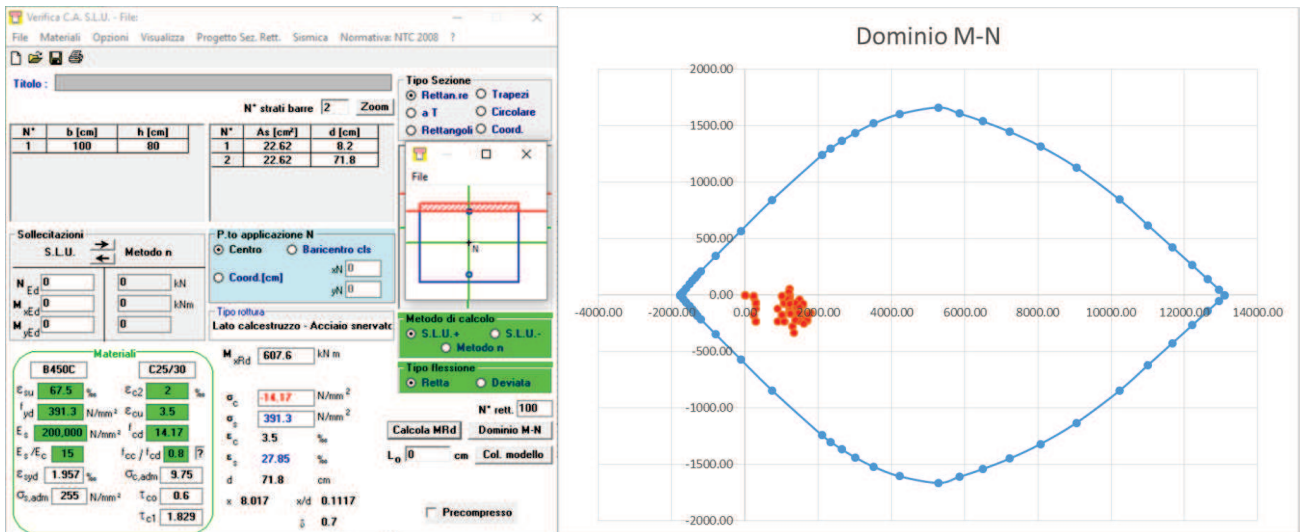 Verifica C.A. S.L.U. - File:
File Materiali Opzioni Visualizza Progetto Sez. Rett. Sismica Normativa: NTC 2008 ?
Titolo :
N° strati barre 2 Zoom
N° b [cm] h [cm]
1 100 80
N° As [cm²] d [cm]
1 22.62 8.2
2 22.62 71.8
Tipo Sezione
Rettan.re Trapezi
a T Circolare
Rettangoli Coord.
File
N
Sollecitazioni
S.L.U. Metodo n
N Ed 0 0 kN
M xEd 0 0 kNm
M yEd 0 0
P.to applicazione N
Centro Baricentro cls
Coord.[cm] xN 0
yN 0
Tipo rottura
Lato calcestruzzo - Acciaio snervato
Metodo di calcolo
S.L.U.+ S.L.U.-
Metodo n
Tipo flessione
Retta Deviata
N° rett. 100
Calcola MRd Dominio M-N
L₀ 0 cm Col. modello
Precompresso
Materiali
B450C C25/30
εsu 67.5 ‰ εc2 2 ‰
fyd 391.3 N/mm² εcu 3.5
Es 200,000 N/mm² fcd 14.17
Es /Ec 15 fcc / fcd 0.8 ?
εsyd 1.957 ‰ σc,adm 9.75
σs,adm 255 N/mm² τco 0.6
τc1 1.829
M xRd 607.6 kN m
σc -14.17 N/mm²
σs 391.3 N/mm²
εc 3.5 ‰
εs 27.85 ‰
d 71.8 cm
x 8.017 x/d 0.1117
δ 0.7
Dominio M-N
2000.00
1500.00
1000.00
500.00
0.00
-4000.00 -2000.00 0.00 2000.00 4000.00 6000.00 8000.00 10000.00 12000.00 14000.00
-500.00
-1000.00
-1500.00
-2000.00